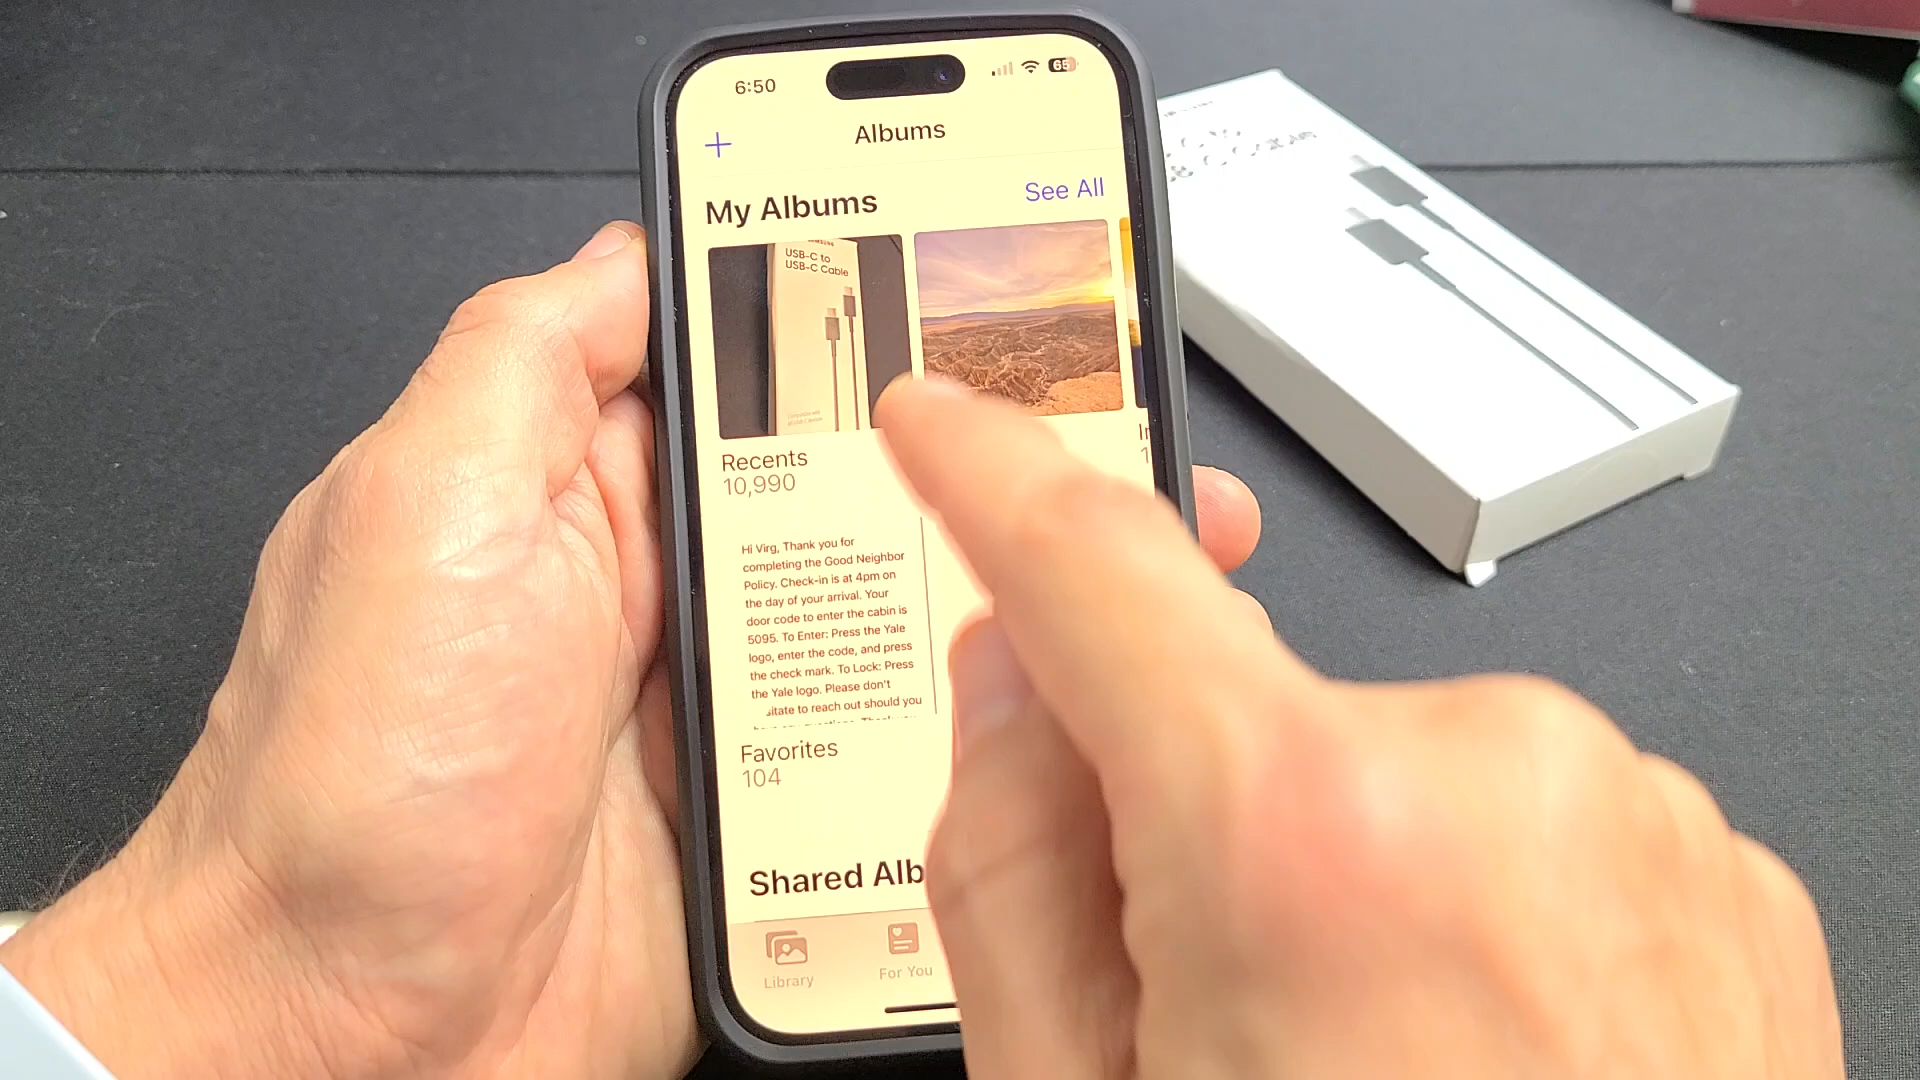 6:50
65
Albums
My Albums
See All
USB-C to
USB-C Cable
Recents
10,990
Hi Virg, Thank you for
completing the Good Neighbor
Policy. Check-in is at 4pm on
the day of your arrival. Your
door code to enter the cabin is
5095. To Enter: Press the Yale
logo, enter the code, and press
the check mark. To Lock: Press
the Yale logo. Please don't
sitate to reach out should you
Favorites
104
Shared Alb
Library
For You